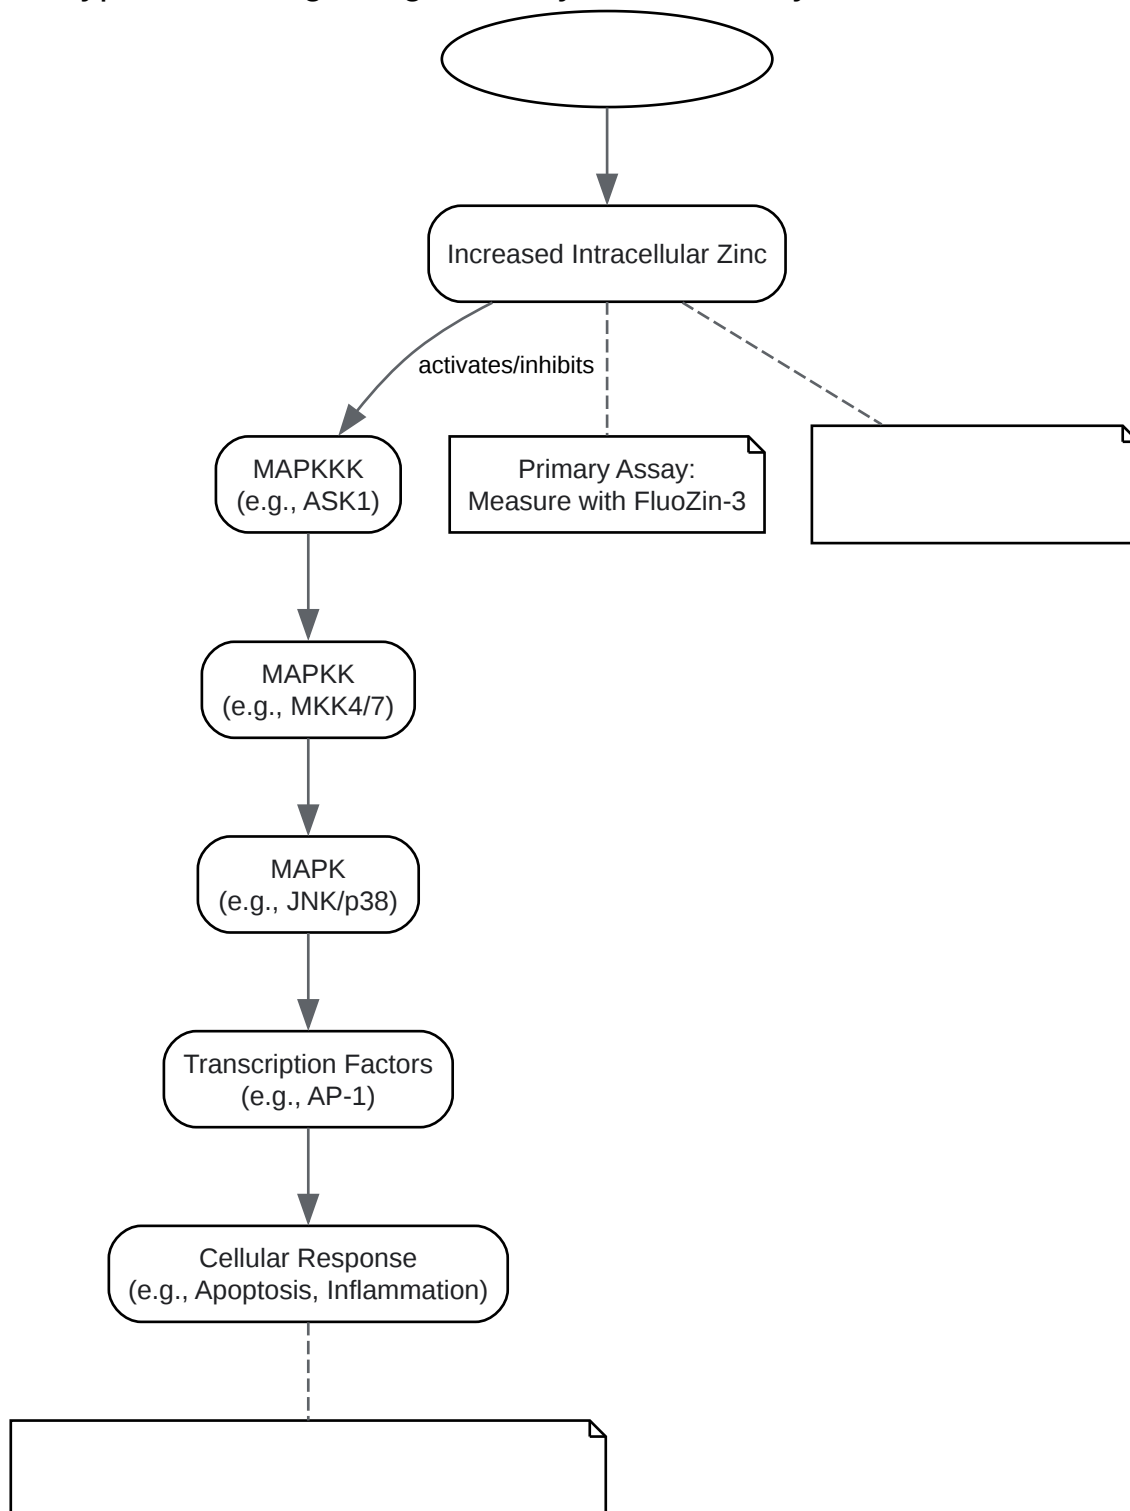 Increased Intracellular Zinc
activates/inhibits
MAPKKK
(e.g., ASK1)
Primary Assay:
Measure with FluoZin-3
MAPKK
(e.g., MKK4/7)
MAPK
(e.g., JNK/p38)
Transcription Factors
(e.g., AP-1)
Cellular Response
(e.g., Apoptosis, Inflammation)